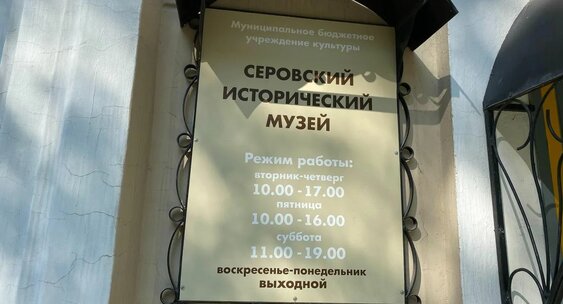 Муниципальное бюджетное
учреждение культуры
СЕРОВСКИЙ
ИСТОРИЧЕСКИЙ
МУЗЕЙ
Режим работы:
вторник-четверг
10.00 - 17.00
пятница
10.00 - 16.00
суббота
11.00 - 19.00
воскресенье-понедельник
ВЫХОДНОЙ